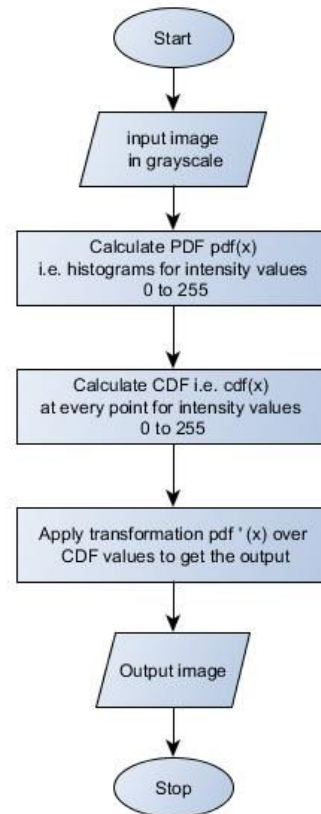 Start
input image
in grayscale
Calculate PDF pdf(x)
i.e. histograms for intensity values
0 to 255
Calculate CDF i.e. cdf(x)
at every point for intensity values
0 to 255
Apply transformation pdf ' (x) over
CDF values to get the output
Output image
Stop